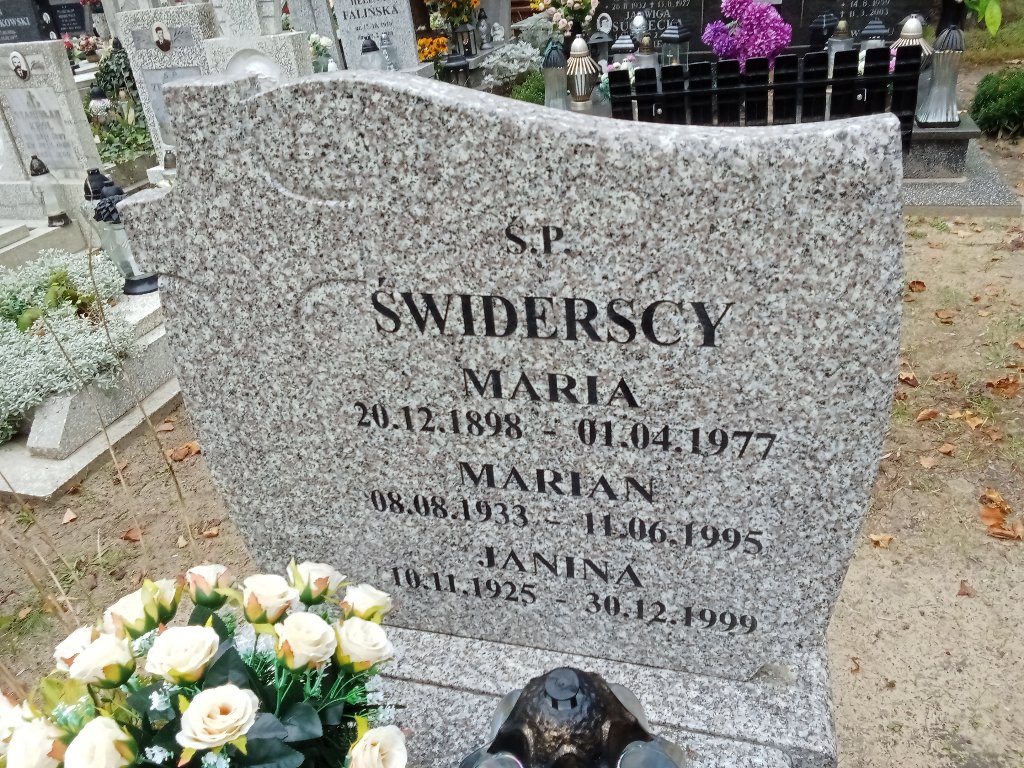 Ś.P.
ŚWIDERSCY
MARIA
20.12.1898 - 01.04.1977
MARIAN
08.08.1933 - 11.06.1995
JANINA
10.11.1925 - 30.12.1999
FALIŃSKA